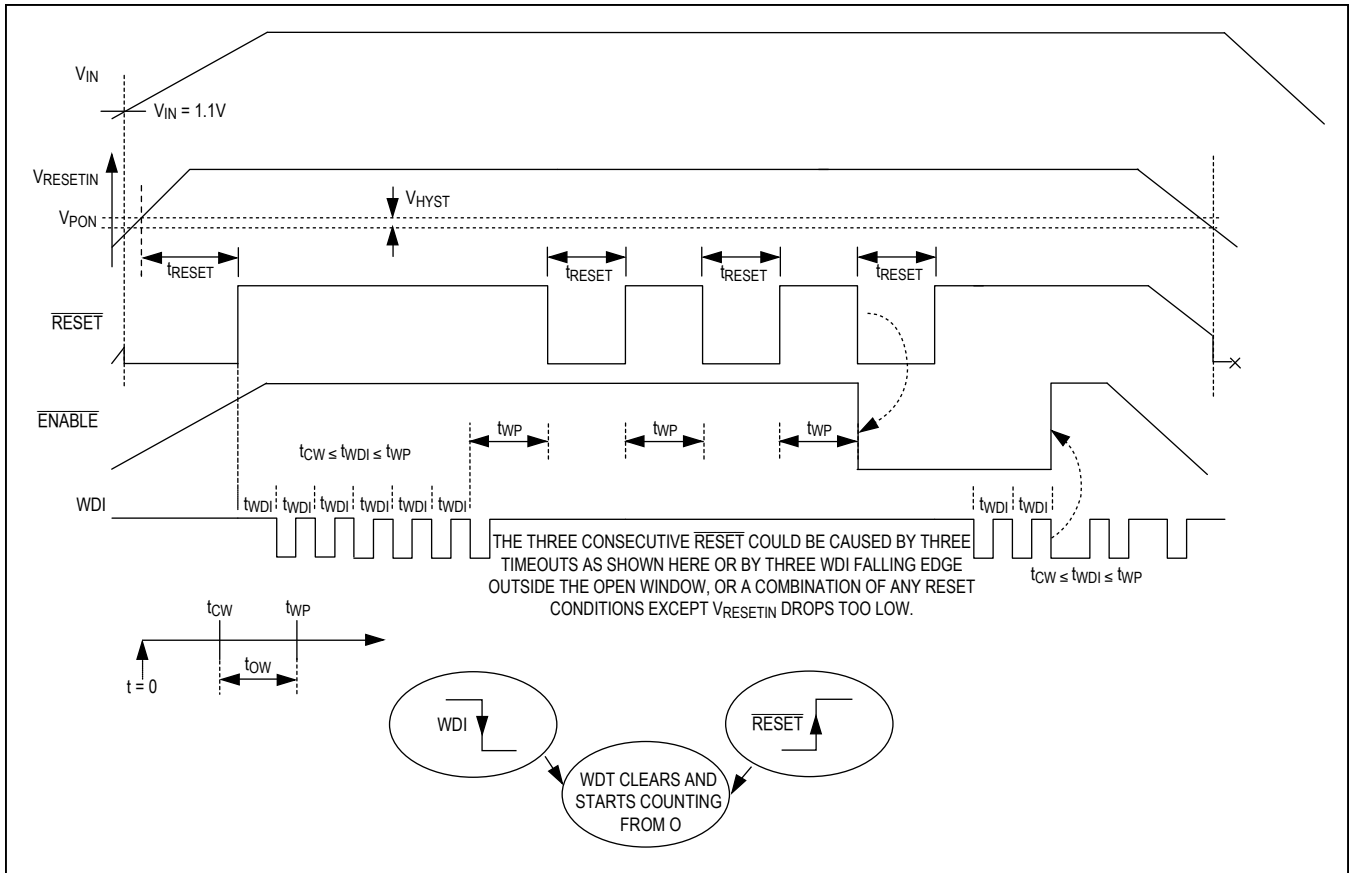 VIN
VIN = 1.1V
VRESETIN
VHYST
VPON
tRESET
tRESET
tRESET
tRESET
RESET
ENABLE
tWP
tWP
tWP
tCW ≤ tWDI ≤ tWP
WDI
tWDI tWDI tWDI tWDI tWDI tWDI
tWDI tWDI
THE THREE CONSECUTIVE RESET COULD BE CAUSED BY THREE
TIMEOUTS AS SHOWN HERE OR BY THREE WDI FALLING EDGE
OUTSIDE THE OPEN WINDOW, OR A COMBINATION OF ANY RESET
CONDITIONS EXCEPT VRESETIN DROPS TOO LOW.
tCW ≤ tWDI ≤ tWP
tCW
tWP
tOW
t = 0
WDI
RESET
WDT CLEARS AND
STARTS COUNTING
FROM O